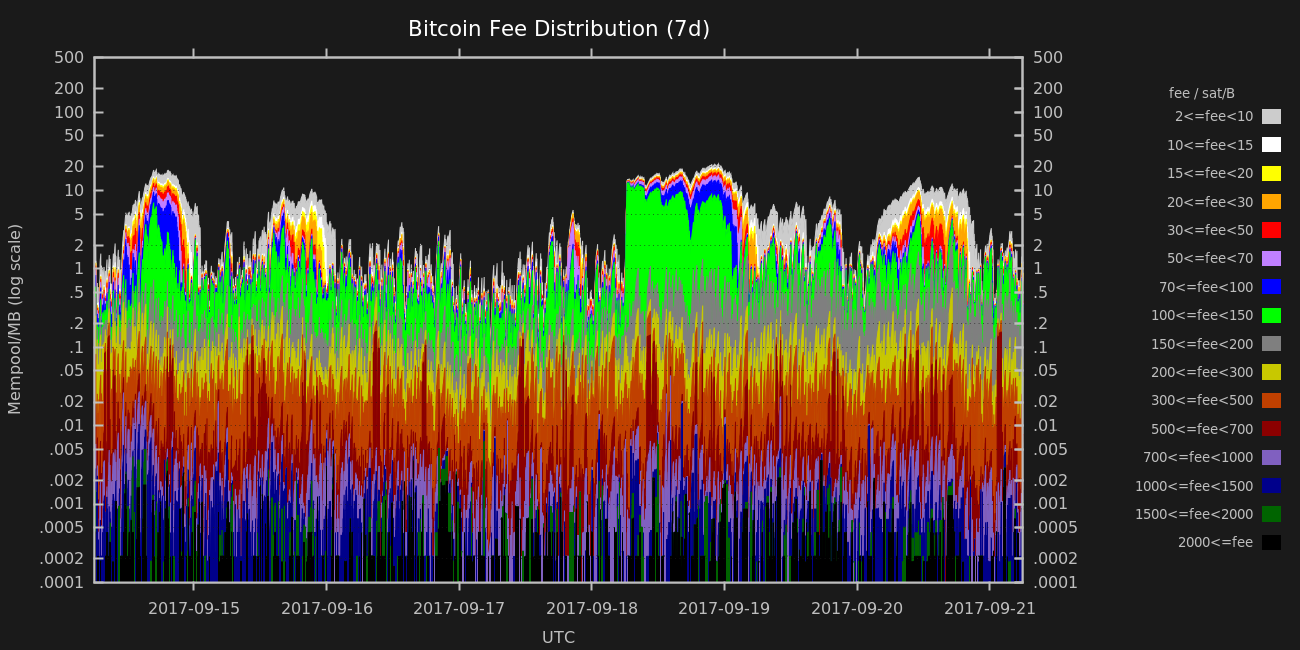 Bitcoin Fee Distribution (7d)
500
200
100
50
20
10
5
2
1
.5
.2
.1
.05
.02
.01
.005
.002
.001
.0005
.0002
.0001
Mempool/MB (log scale)
500
200
100
50
20
10
5
2
1
.5
.2
.1
.05
.02
.01
.005
.002
.001
.0005
.0002
.0001
2017-09-15 2017-09-16 2017-09-17 2017-09-18 2017-09-19 2017-09-20 2017-09-21
UTC
fee / sat/B
2<=fee<10
10<=fee<15
15<=fee<20
20<=fee<30
30<=fee<50
50<=fee<70
70<=fee<100
100<=fee<150
150<=fee<200
200<=fee<300
300<=fee<500
500<=fee<700
700<=fee<1000
1000<=fee<1500
1500<=fee<2000
2000<=fee